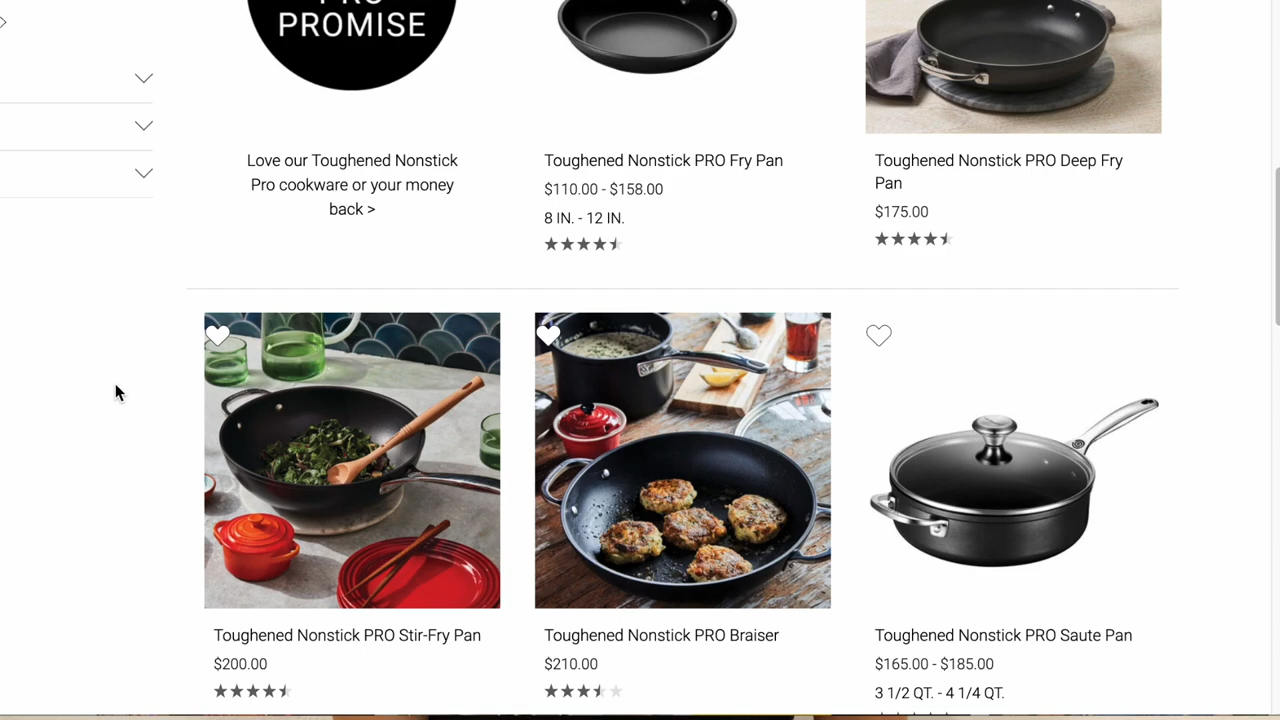 PROMISE
Love our Toughened Nonstick
Pro cookware or your money
back >
Toughened Nonstick PRO Fry Pan
$110.00 - $158.00
8 IN. - 12 IN.
Toughened Nonstick PRO Deep Fry
Pan
$175.00
Toughened Nonstick PRO Stir-Fry Pan
$200.00
Toughened Nonstick PRO Braiser
$210.00
Toughened Nonstick PRO Saute Pan
$165.00 - $185.00
3 1/2 QT. - 4 1/4 QT.